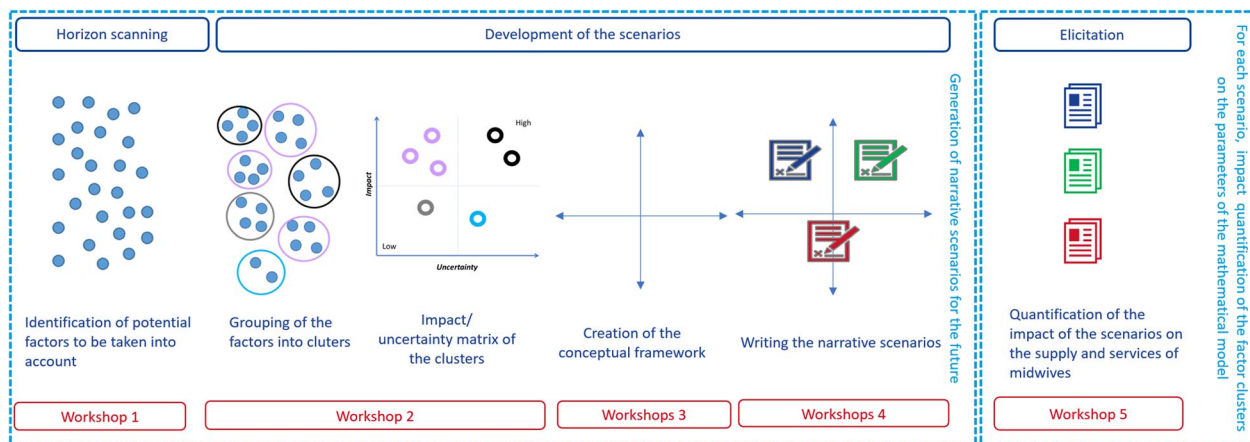 Horizon scanning
Development of the scenarios
Elicitation
High
Impact
Low
Uncertainty
Identification of potential
factors to be taken into
account
Grouping of the
factors into cluters
Impact/
uncertainty matrix of
the clusters
Creation of the
conceptual framework
Writing the narrative scenarios
Generation of narrative scenarios for the future
Quantification of the
impact of the scenarios on
the supply and services of
midwives
For each scenario, impact quantification of the factor clusters
on the parameters of the mathematical model
Workshop 1
Workshop 2
Workshops 3
Workshops 4
Workshop 5